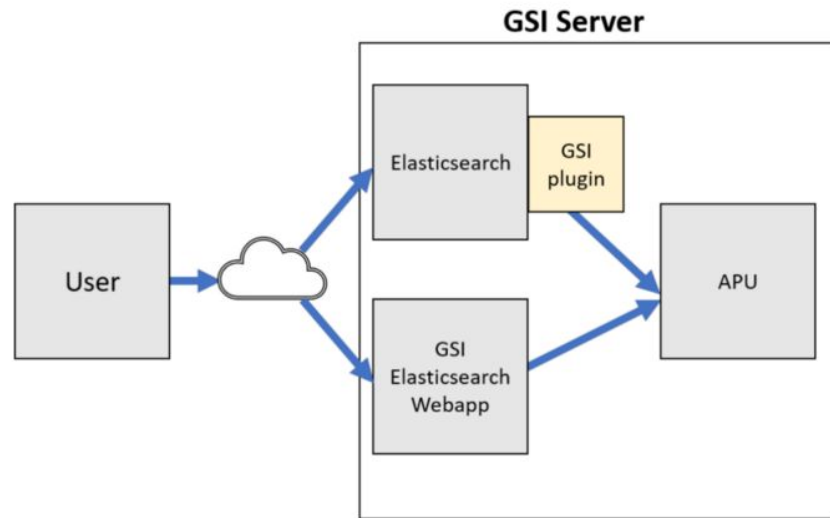 GSI Server
Elasticsearch
GSI
plugin
User
APU
GSI
Elasticsearch
Webapp